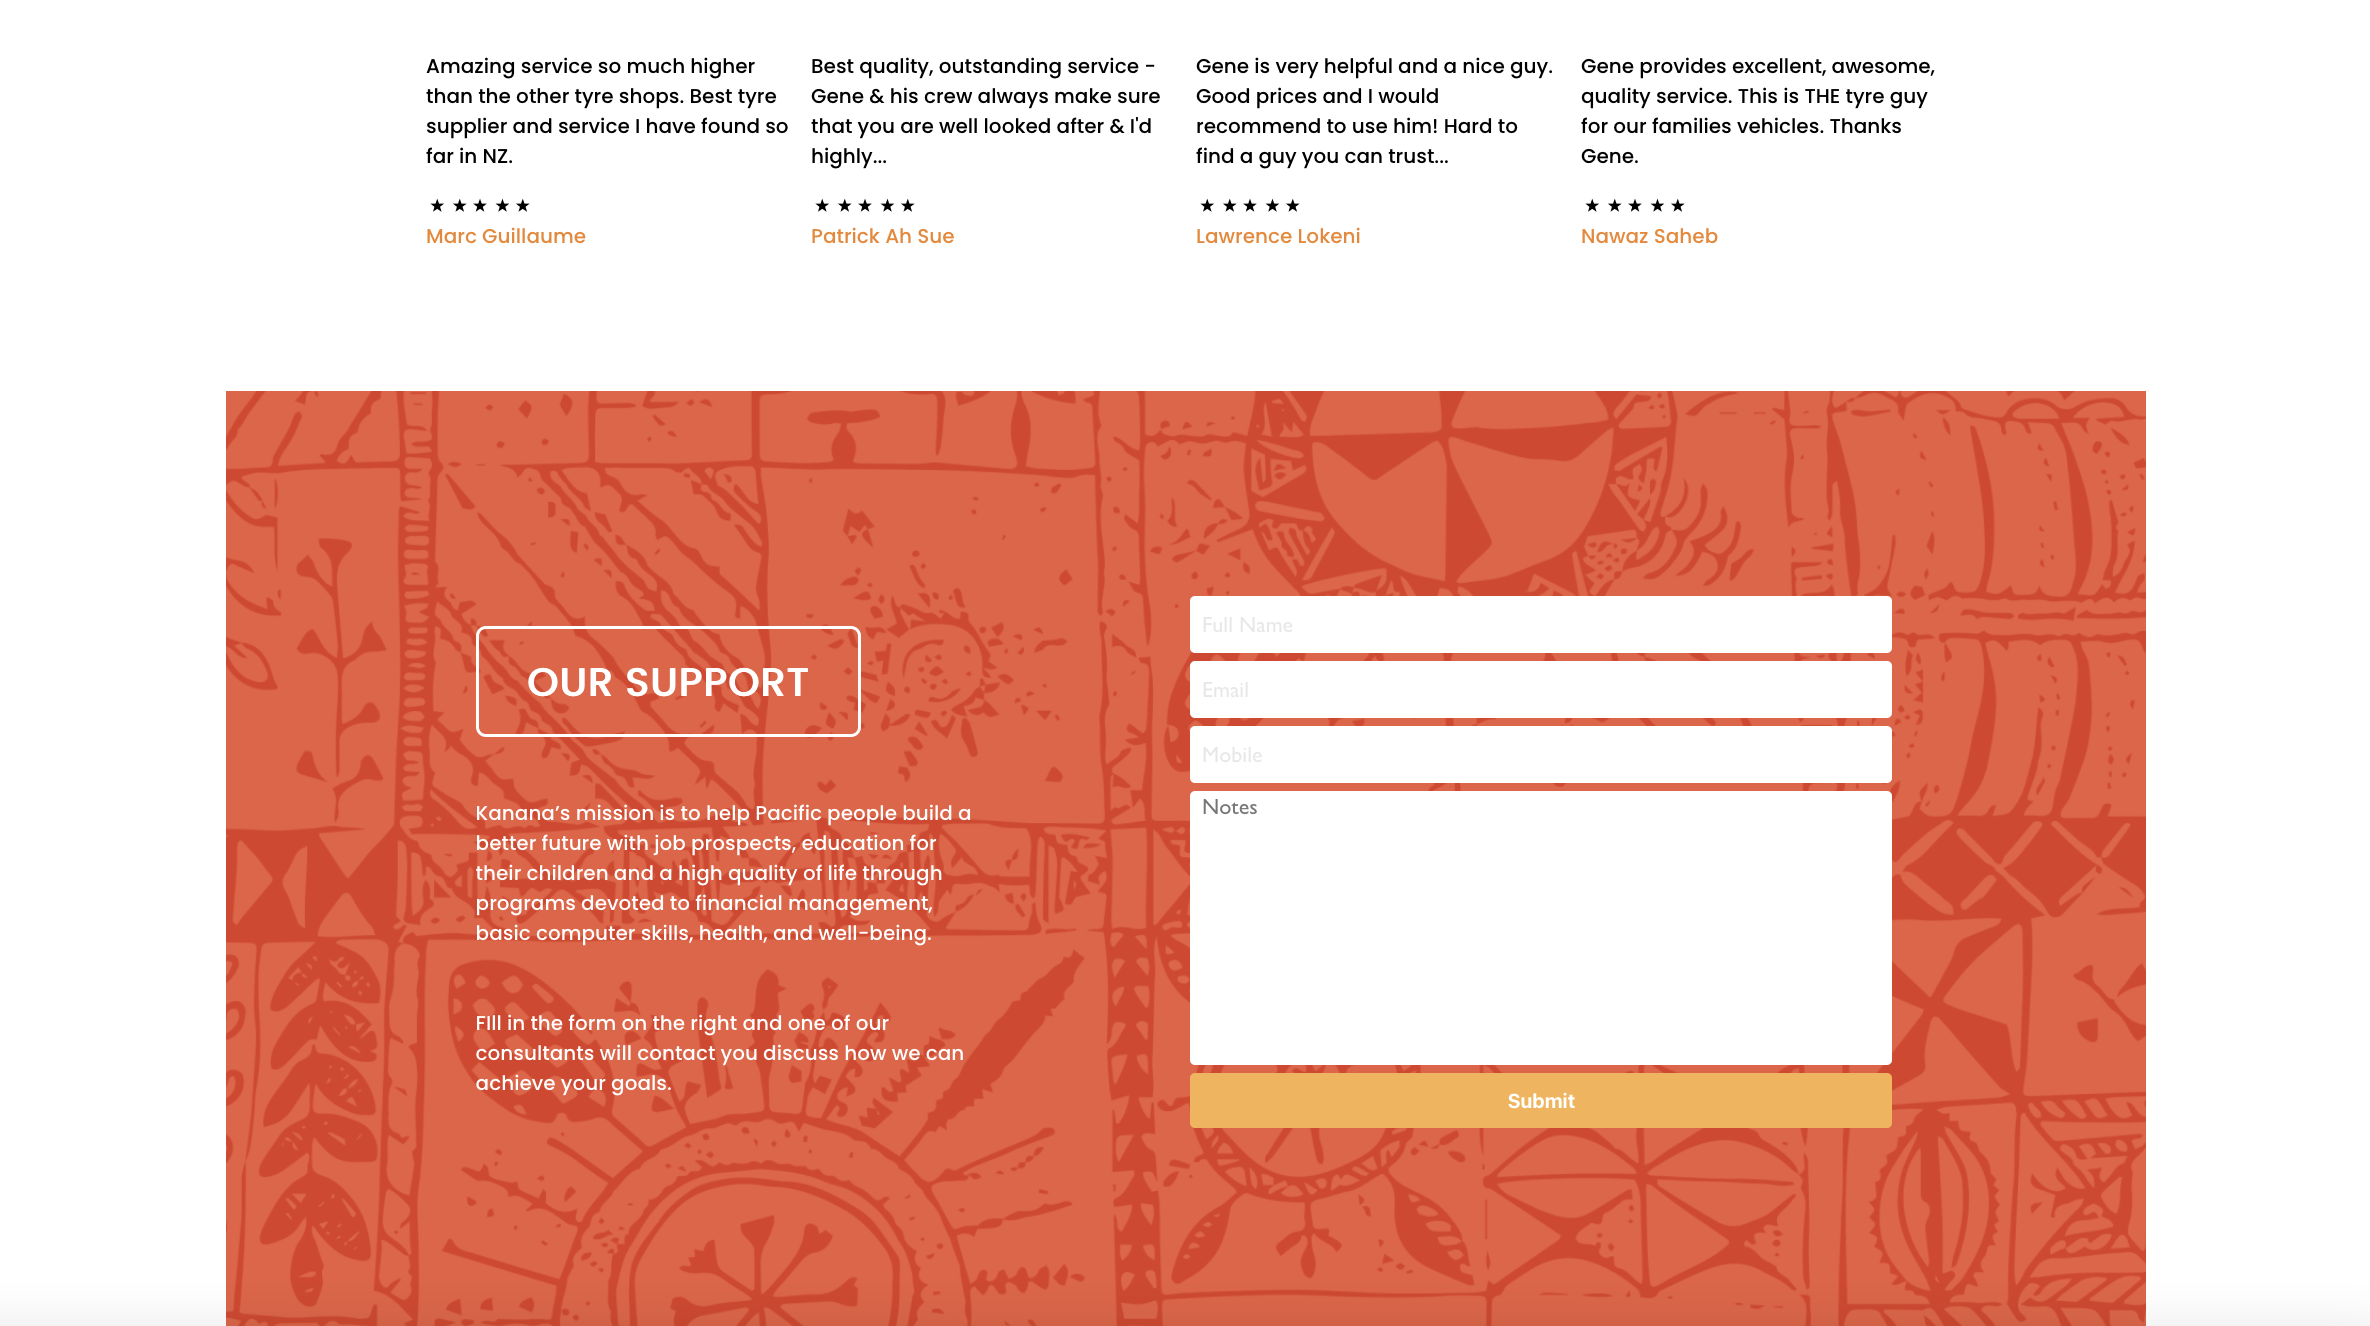 Amazing service so much higher
than the other tyre shops. Best tyre
supplier and service I have found so
far in NZ.
★ ★ ★ ★ ★
Marc Guillaume
Best quality, outstanding service -
Gene & his crew always make sure
that you are well looked after & I'd
highly...
★ ★ ★ ★ ★
Patrick Ah Sue
Gene is very helpful and a nice guy.
Good prices and I would
recommend to use him! Hard to
find a guy you can trust...
★ ★ ★ ★ ★
Lawrence Lokeni
Gene provides excellent, awesome,
quality service. This is THE tyre guy
for our families vehicles. Thanks
Gene.
★ ★ ★ ★ ★
Nawaz Saheb
OUR SUPPORT
Kanana’s mission is to help Pacific people build a
better future with job prospects, education for
their children and a high quality of life through
programs devoted to financial management,
basic computer skills, health, and well-being.
FIll in the form on the right and one of our
consultants will contact you discuss how we can
achieve your goals.
Full Name
Email
Mobile
Notes
Submit